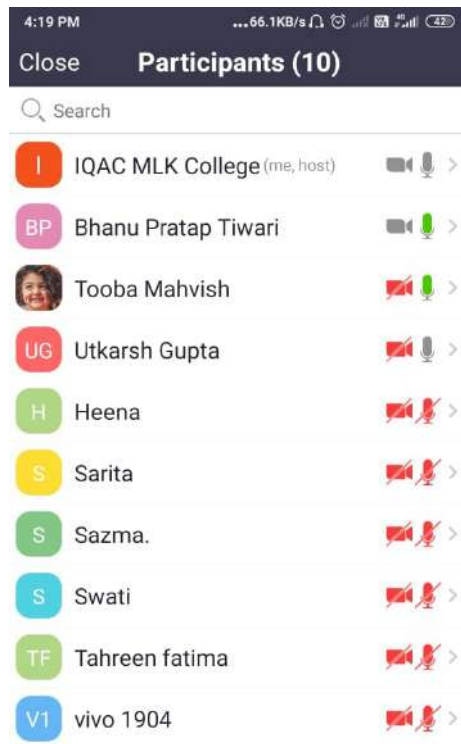 4:19 PM ...66.1KB/s 4G 42
Close Participants (10)
Search
I IQAC MLK College (me, host)
BP Bhanu Pratap Tiwari
Tooba Mahvish
UG Utkarsh Gupta
H Heena
S Sarita
S Sazma.
S Swati
TF Tahreen fatima
V1 vivo 1904